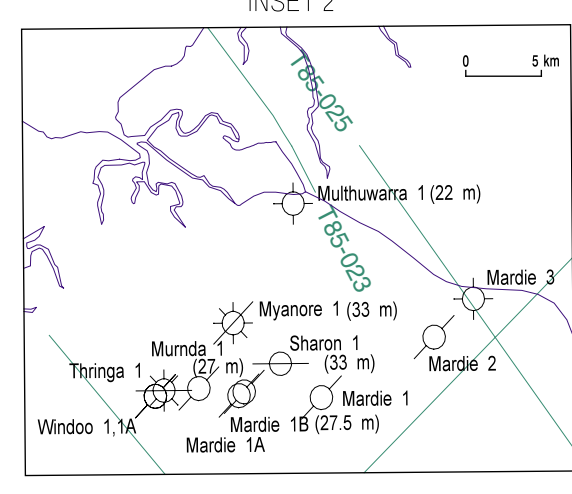 INSET 2
0 5 km
T85-025
Multhuwarra 1 (22 m)
T85-023
Mardie 3
Myanore 1 (33 m)
Sharon 1
(33 m)
Mardie 2
Murnda 1
(27 m)
Thringa 1
Mardie 1
Windoo 1,1A
Mardie 1B (27.5 m)
Mardie 1A